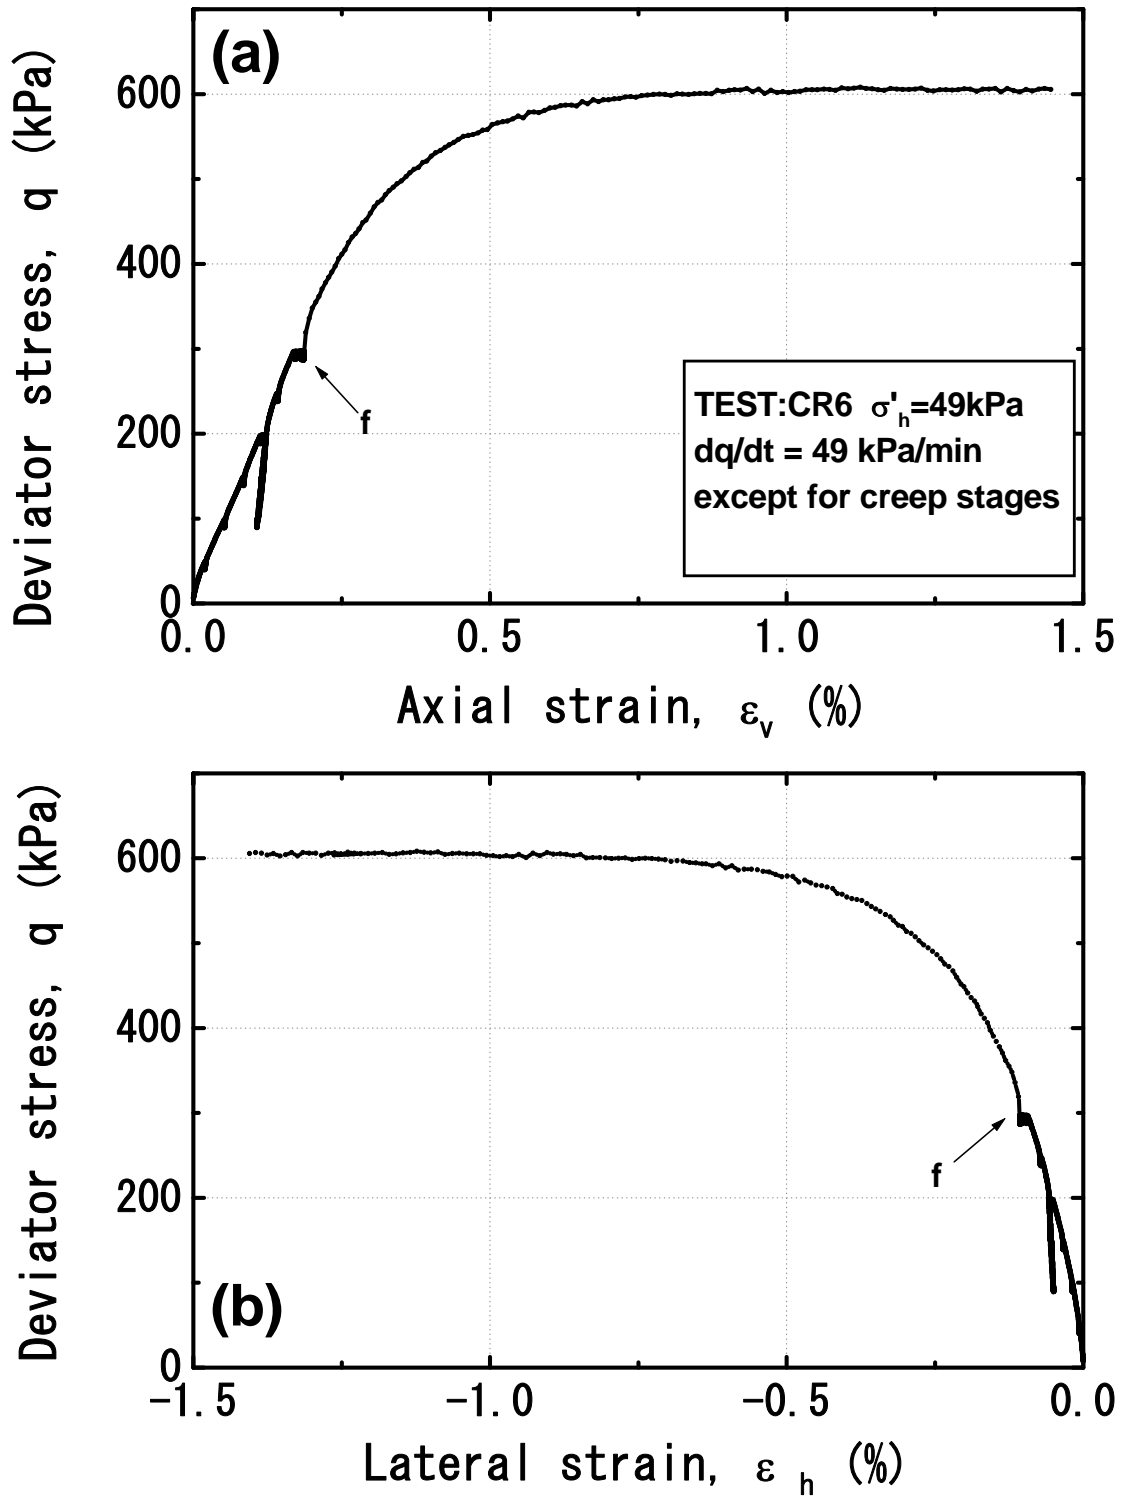 (a)
Deviator stress, q (kPa)
600
400
200
0
f
TEST:CR6 σ'h=49kPa
dq/dt = 49 kPa/min
except for creep stages
0.0 0.5 1.0 1.5
Axial strain, εv (%)
Deviator stress, q (kPa)
600
400
200
0
f
(b)
-1.5 -1.0 -0.5 0.0
Lateral strain, ε h (%)